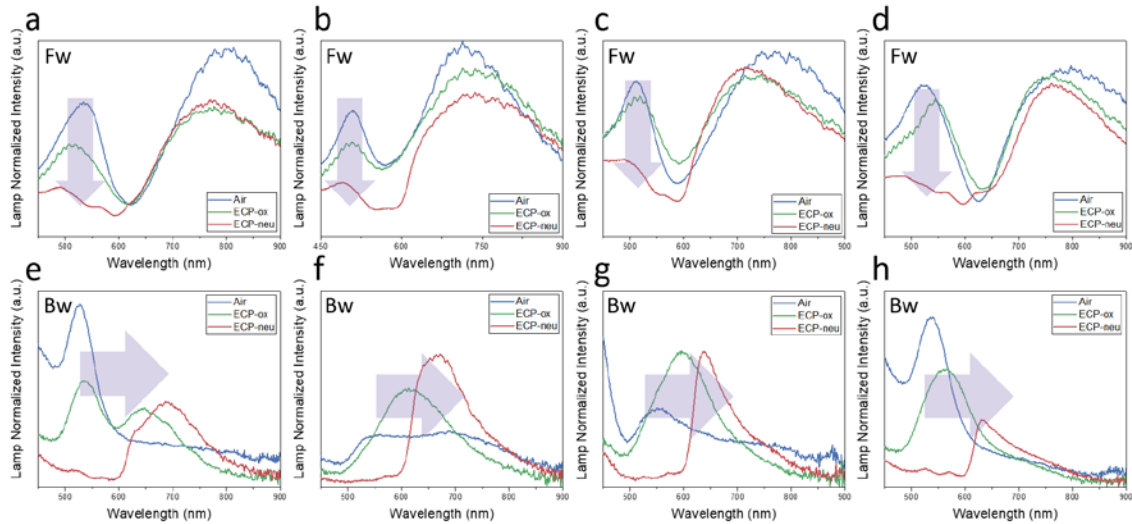 a
b
c
d
Fw
Fw
Fw
Fw
Lamp Normalized Intensity (a.u.)
Lamp Normalized Intensity (a.u.)
Lamp Normalized Intensity (a.u.)
Lamp Normalized Intensity (a.u.)
Air
ECP-ox
ECP-neu
Air
ECP-ox
ECP-neu
Air
ECP-ox
ECP-neu
Air
ECP-ox
ECP-neu
500 600 700 800 900
450 600 750 900
500 600 700 800 900
500 600 700 800 900
Wavelength (nm)
Wavelength (nm)
Wavelength (nm)
Wavelength (nm)
e
f
g
h
Bw
Bw
Bw
Bw
Lamp Normalized Intensity (a.u.)
Lamp Normalized Intensity (a.u.)
Lamp Normalized Intensity (a.u.)
Lamp Normalized Intensity (a.u.)
Air
ECP-ox
ECP-neu
Air
ECP-ox
ECP-neu
Air
ECP-ox
ECP-neu
Air
ECP-ox
ECP-neu
500 600 700 800 900
500 600 700 800 900
500 600 700 800 900
500 600 700 800 900
Wavelength (nm)
Wavelength (nm)
Wavelength (nm)
Wavelength (nm)